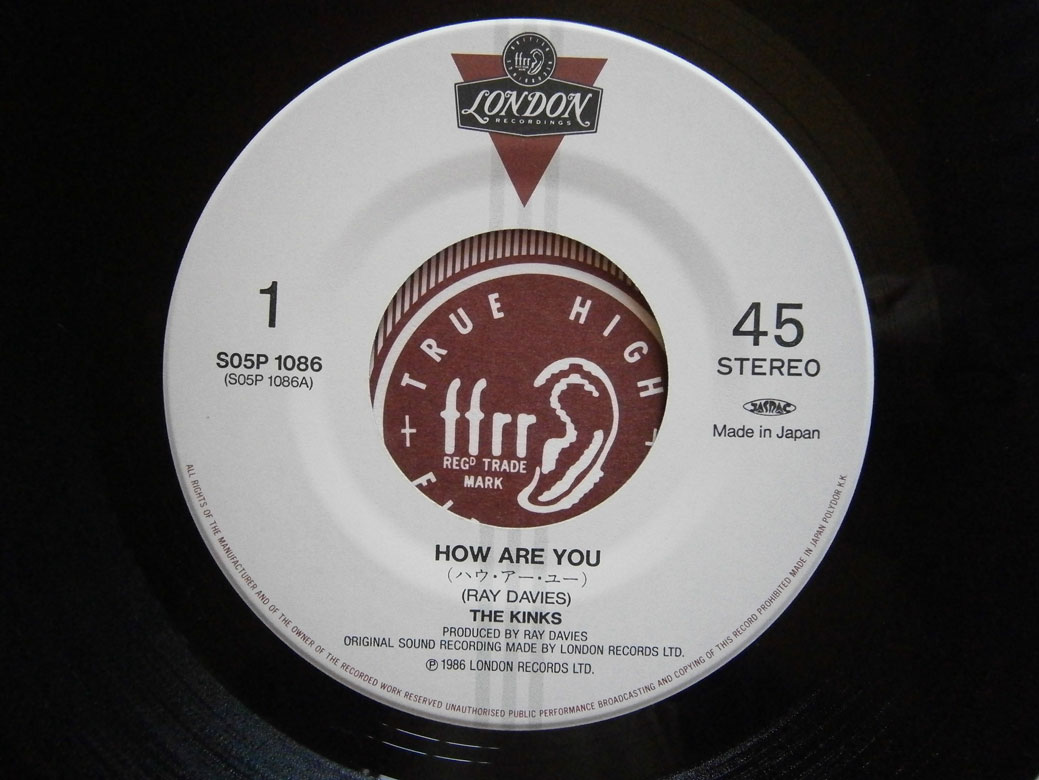 ffrr
LONDON
RECORDINGS
1
S05P 1086
(S05P 1086A)
45
STEREO
JASRAC
Made in Japan
TRUE HIGH
ffrr
REGD TRADE
MARK
HOW ARE YOU
(ハウ・アー・ユー)
(RAY DAVIES)
THE KINKS
PRODUCED BY RAY DAVIES
ORIGINAL SOUND RECORDING MADE BY LONDON RECORDS LTD.
Ⓟ 1986 LONDON RECORDS LTD.
ALL RIGHTS OF THE MANUFACTURER AND OF THE OWNER OF THE RECORDED WORK RESERVED UNAUTHORISED PUBLIC PERFORMANCE BROADCASTING AND COPYING OF THIS RECORD PROHIBITED MADE IN JAPAN POLYDOR K.K